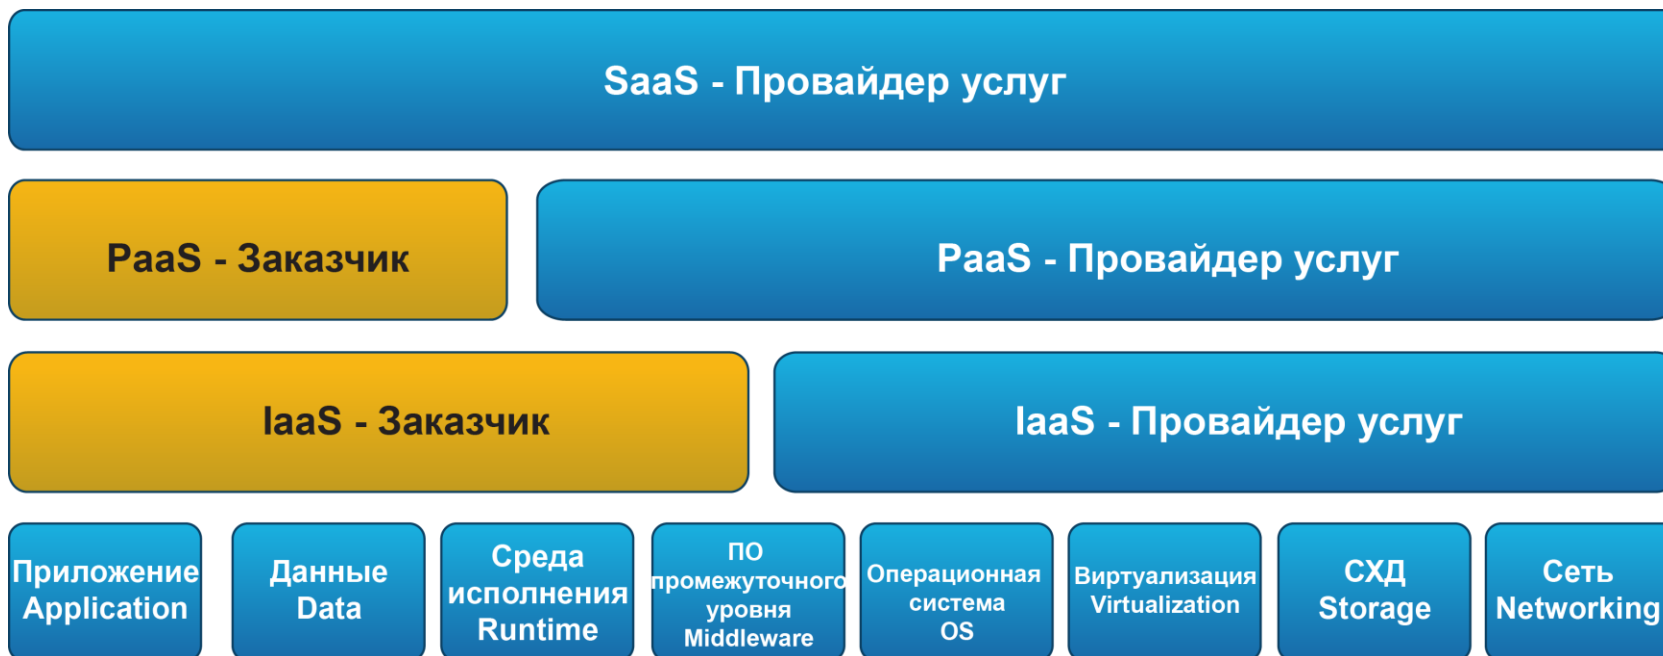 SaaS - Провайдер услуг
PaaS - Заказчик
PaaS - Провайдер услуг
IaaS - Заказчик
IaaS - Провайдер услуг
Приложение
Application
Данные
Data
Среда
исполнения
Runtime
ПО
промежуточного
уровня
Middleware
Операционная
система
OS
Виртуализация
Virtualization
СХД
Storage
Сеть
Networking